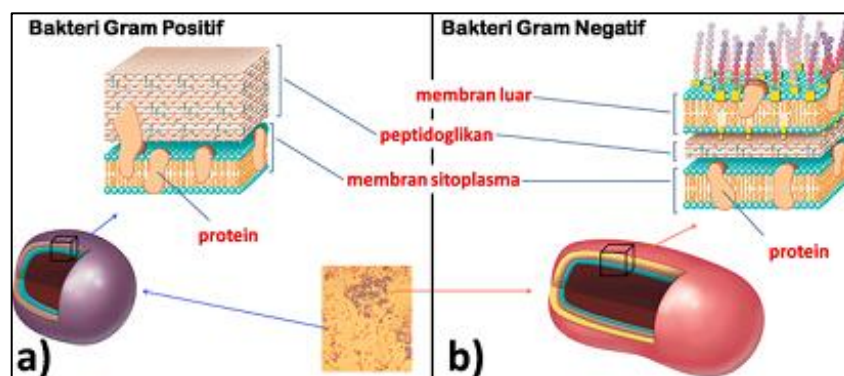 Bakteri Gram Positif
Bakteri Gram Negatif
membran luar
peptidoglikan
membran sitoplasma
protein
protein
a)
b)